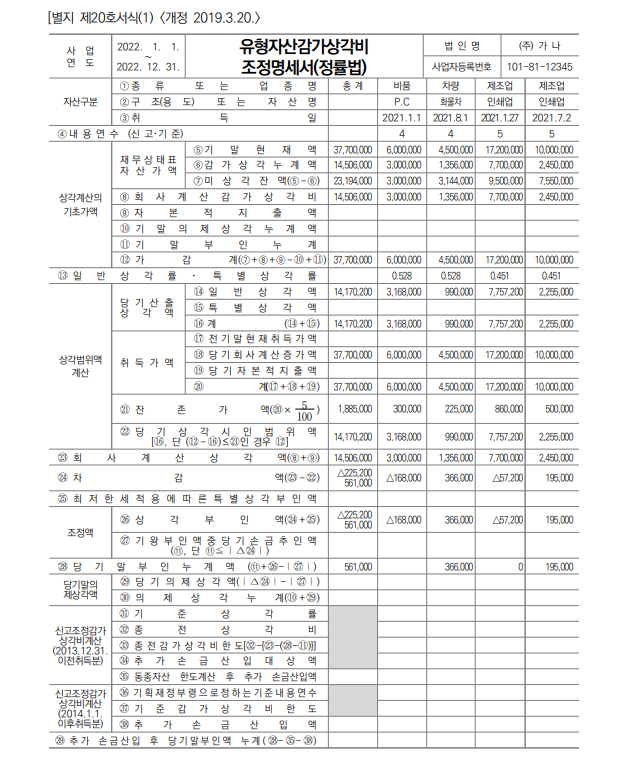 [별지 제20호서식(1) <개정 2019.3.20.>
사 업 연 도
2022. 1. 1.
~
2022. 12. 31.
유형자산감가상각비
조정명세서(정률법)
법 인 명 (주) 가 나
사업자등록번호 101-81-12345
자산구분
①종 류 또 는 업 종 명 총 계 비품 차량 제조업 제조업
②구 조(용 도) 또 는 자 산 명 P.C 화물차 인쇄업 인쇄업
③취 득 일 2021.1.1 2021.8.1 2021.1.27 2021.7.2
④내 용 연 수 (신 고·기 준) 4 4 5 5
상각계산의 기초가액
재 무 상 태 표 자 산 가 액
⑤기 말 현 재 액 37,700,000 6,000,000 4,500,000 17,200,000 10,000,000
⑥감 가 상 각 누 계 액 14,506,000 3,000,000 1,356,000 7,700,000 2,450,000
⑦미 상 각 잔 액(⑤-⑥) 23,194,000 3,000,000 3,144,000 9,500,000 7,550,000
⑧회 사 계 산 감 가 상 각 비 14,506,000 3,000,000 1,356,000 7,700,000 2,450,000
⑨자 본 적 지 출 액
⑩전 기 말 의 제 상 각 누 계 액
⑪전 기 말 부 인 누 계
⑫가 감 계(⑦+⑧+⑨-⑩+⑪) 37,700,000 6,000,000 4,500,000 17,200,000 10,000,000
⑬일 반 상 각 률 · 특 별 상 각 률 0.528 0.528 0.451 0.451
상각범위액 계산
당 기 산 출 상 각 액
⑭일 반 상 각 액 14,170,200 3,168,000 990,000 7,757,200 2,255,000
⑮특 별 상 각 액
⑯계 (⑭+⑮) 14,170,200 3,168,000 990,000 7,757,200 2,255,000
취 득 가 액
⑰전 기 말 현 재 취 득 가 액
⑱당 기 회 사 계 산 증 가 액 37,700,000 6,000,000 4,500,000 17,200,000 10,000,000
⑲당 기 자 본 적 지 출 액
⑳ 계(⑰+⑱+⑲) 37,700,000 6,000,000 4,500,000 17,200,000 10,000,000
㉑잔 존 가 액(⑳× 5/100) 1,885,000 300,000 225,000 860,000 500,000
㉒당 기 상 각 시 인 범 위 액
[⑯, 단 (⑫-⑯)≤㉑인 경우 ⑫] 14,170,200 3,168,000 990,000 7,757,200 2,255,000
㉓회 사 계 산 상 각 액(⑧+⑨) 14,506,000 3,000,000 1,356,000 7,700,000 2,450,000
㉔차 감 액(㉓-㉒) △225,200 561,000 △168,000 366,000 △57,200 195,000
㉕최 저 한 세 적 용 에 따 른 특 별 상 각 부 인 액
조정액
㉖상 각 부 인 액(㉔+㉕) △225,200 561,000 △168,000 366,000 △57,200 195,000
㉗기 왕 부 인 액 중 당 기 손 금 추 인 액
(⑪, 단 ⑪≤ㅣ△㉔ㅣ)
㉘당 기 말 부 인 누 계 액 (⑪+㉖-ㅣ㉗ㅣ) 561,000 366,000 0 195,000
당기말의 제상각액
㉙당 기 의 제 상 각 액(ㅣ△㉔ㅣ-ㅣ㉗ㅣ)
㉚의 제 상 각 누 계(⑩+㉙)
신고조정감가 상각비계산 (2013.12.31. 이전취득분)
㉛기 준 상 각 률
㉜종 전 상 각 비
㉝종 전 감 가 상 각 비 한 도[㉜-{㉓-(㉘-⑪)}]
㉞추 가 손 금 산 입 대 상 액
㉟동종자산 한도계산 후 추가 손금산입액
신고조정감가 상각비계산 (2014.1.1. 이후취득분)
㊱기 획 재 정 부 령 으 로 정 하 는 기 준 내 용 연 수
㊲기 준 감 가 상 각 비 한 도
㊳추 가 손 금 산 입 액
㊴추 가 손금산입 후 당기말부인액 누계(㉘-㉟-㊳)